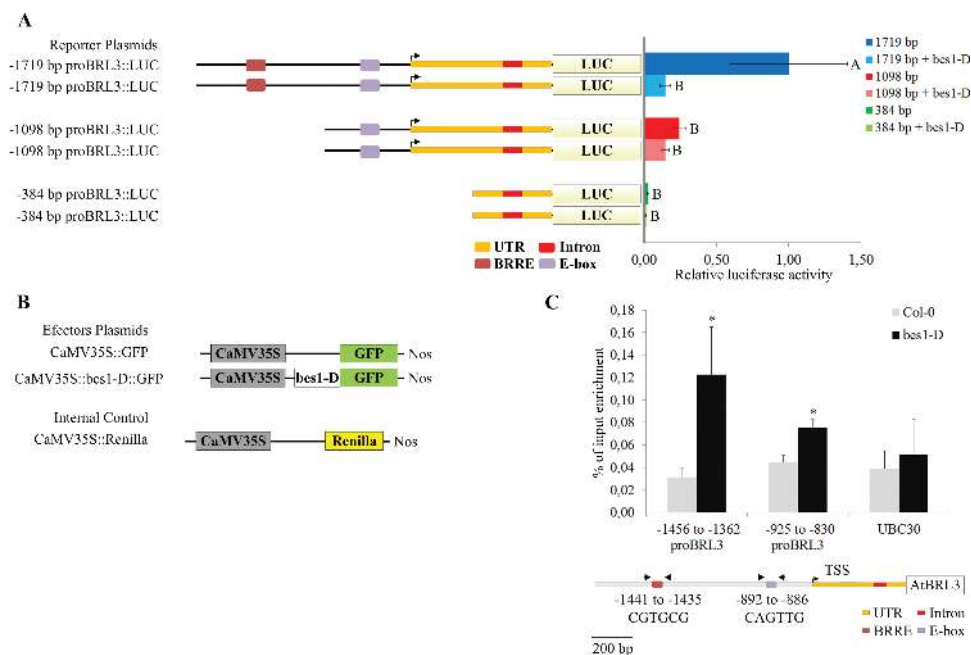 A
Reporter Plasmids
-1719 bp proBRL3::LUC
LUC
A
-1719 bp proBRL3::LUC
LUC
B
-1098 bp proBRL3::LUC
LUC
B
-1098 bp proBRL3::LUC
LUC
B
-384 bp proBRL3::LUC
LUC
B
-384 bp proBRL3::LUC
LUC
B
1719 bp
1719 bp + bes1-D
1098 bp
1098 bp + bes1-D
384 bp
384 bp + bes1-D
UTR Intron
BRRE E-box
0,00 0,50 1,00 1,50
Relative luciferase activity
B
Efectors Plasmids
CaMV35S::GFP
CaMV35S GFP Nos
CaMV35S::bes1-D::GFP
CaMV35S bes1-D GFP Nos
Internal Control
CaMV35S::Renilla
CaMV35S Renilla Nos
C
% of input enrichment
0,18
0,16
0,14
0,12
0,10
0,08
0,06
0,04
0,02
0,00
*
*
Col-0
bes1-D
-1456 to -1362 -925 to -830 UBC30
proBRL3 proBRL3
TSS
AtBRL3
-1441 to -1435 -892 to -886
CGTGCG CAGTTG
UTR Intron
BRRE E-box
200 bp